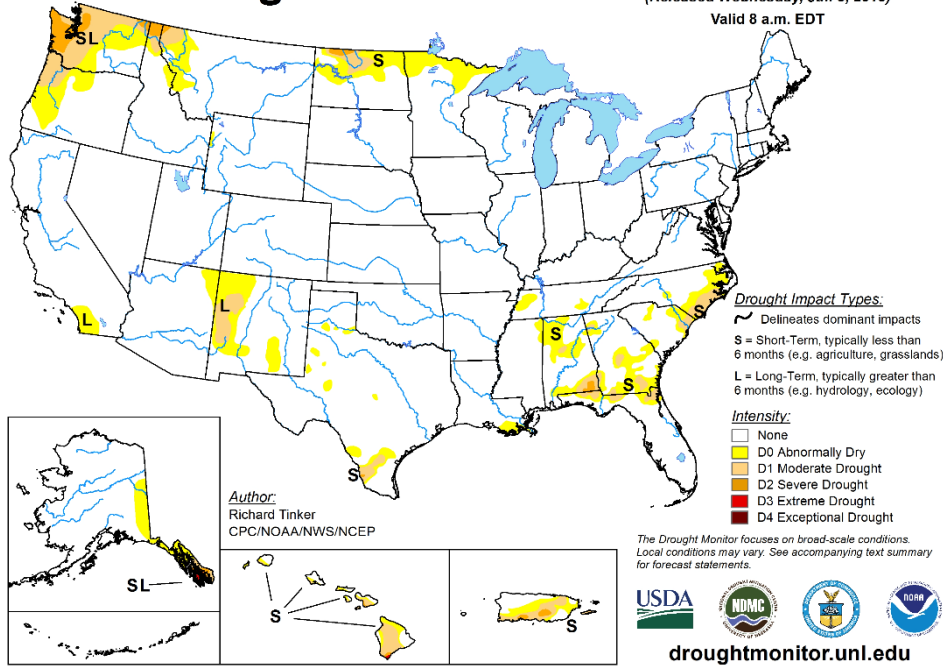 Valid 8 a.m. EDT
SL
S
L
L
S
S
S
S
Drought Impact Types:
Delineates dominant impacts
S = Short-Term, typically less than
6 months (e.g. agriculture, grasslands)
L = Long-Term, typically greater than
6 months (e.g. hydrology, ecology)
Intensity:
None
D0 Abnormally Dry
D1 Moderate Drought
D2 Severe Drought
D3 Extreme Drought
D4 Exceptional Drought
Author:
Richard Tinker
CPC/NOAA/NWS/NCEP
SL
S
S
The Drought Monitor focuses on broad-scale conditions.
Local conditions may vary. See accompanying text summary
for forecast statements.
USDA
NDMC
NOAA
droughtmonitor.unl.edu